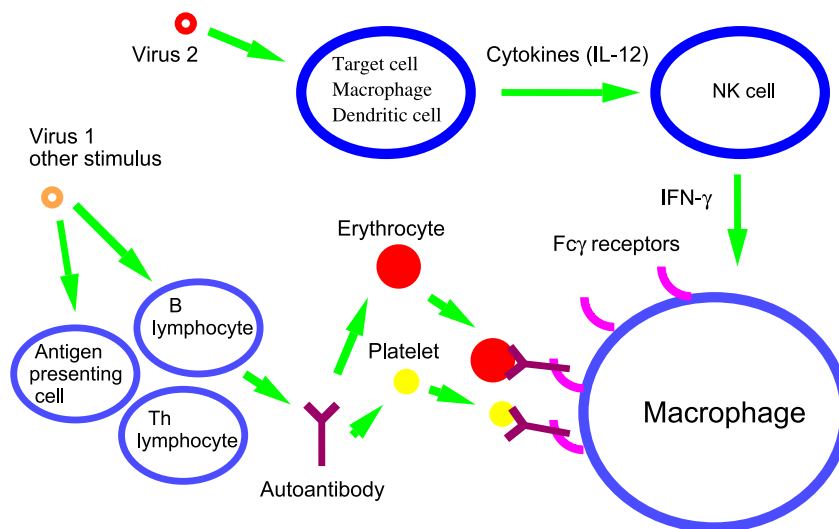 Virus 2
Target cell
Macrophage
Dendritic cell
Cytokines (IL-12)
NK cell
Virus 1
other stimulus
IFN-γ
Erythrocyte
Fcγ receptors
B
lymphocyte
Antigen
presenting
cell
Platelet
Th
lymphocyte
Macrophage
Autoantibody